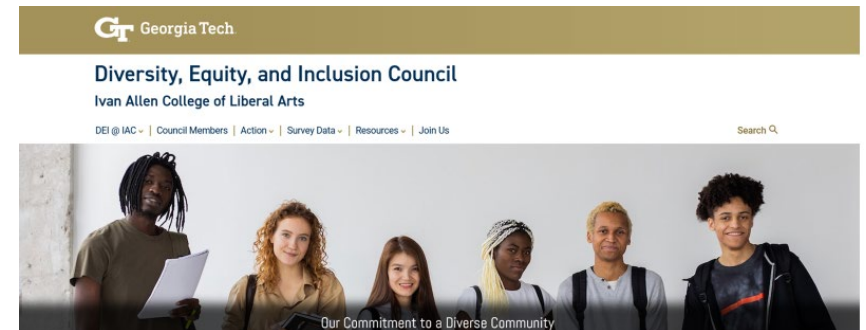 GT Georgia Tech
Diversity, Equity, and Inclusion Council
Ivan Allen College of Liberal Arts
DEI @ IAC | Council Members | Action | Survey Data | Resources | Join Us Search
Our Commitment to a Diverse Community